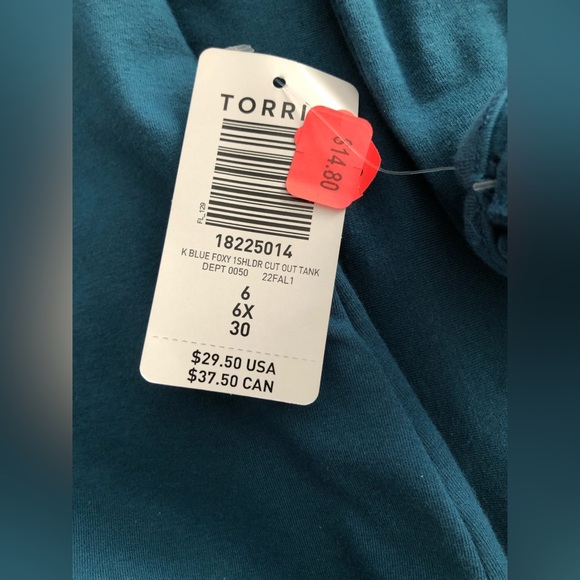 TORRI
$14.80
FL_129
18225014
K BLUE FOXY 1SHLDR CUT OUT TANK
DEPT 0050 22FAL1
6
6X
30
$29.50 USA
$37.50 CAN